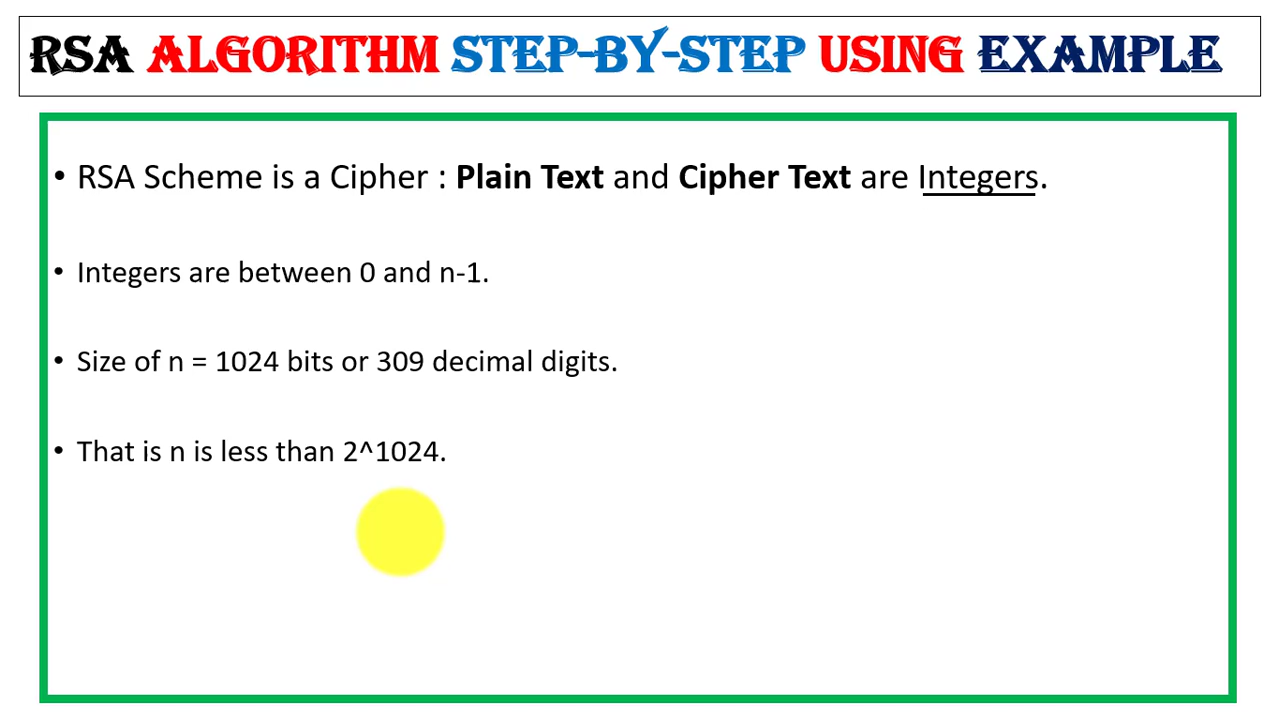 RSA ALGORITHM STEP-BY-STEP USING EXAMPLE
• RSA Scheme is a Cipher : Plain Text and Cipher Text are Integers.
• Integers are between 0 and n-1.
• Size of n = 1024 bits or 309 decimal digits.
• That is n is less than 2^1024.